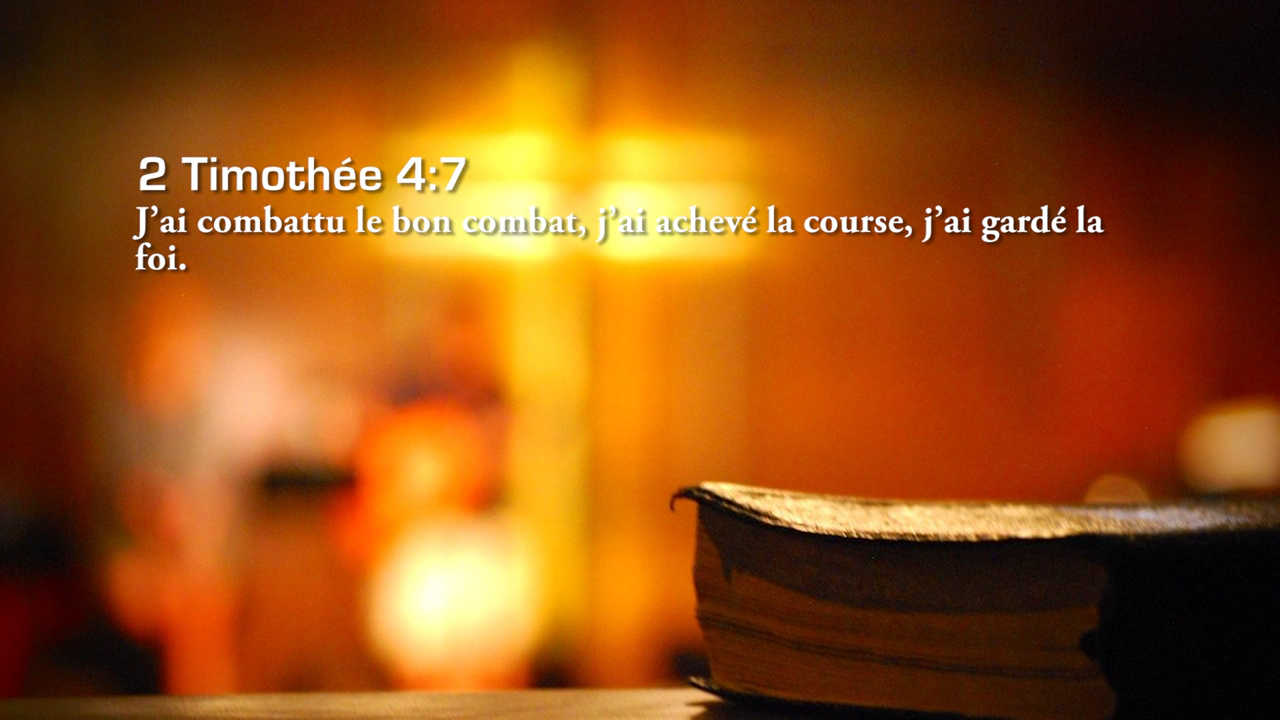 2 Timothée 4:7
J’ai combattu le bon combat, j’ai achevé la course, j’ai gardé la
foi.